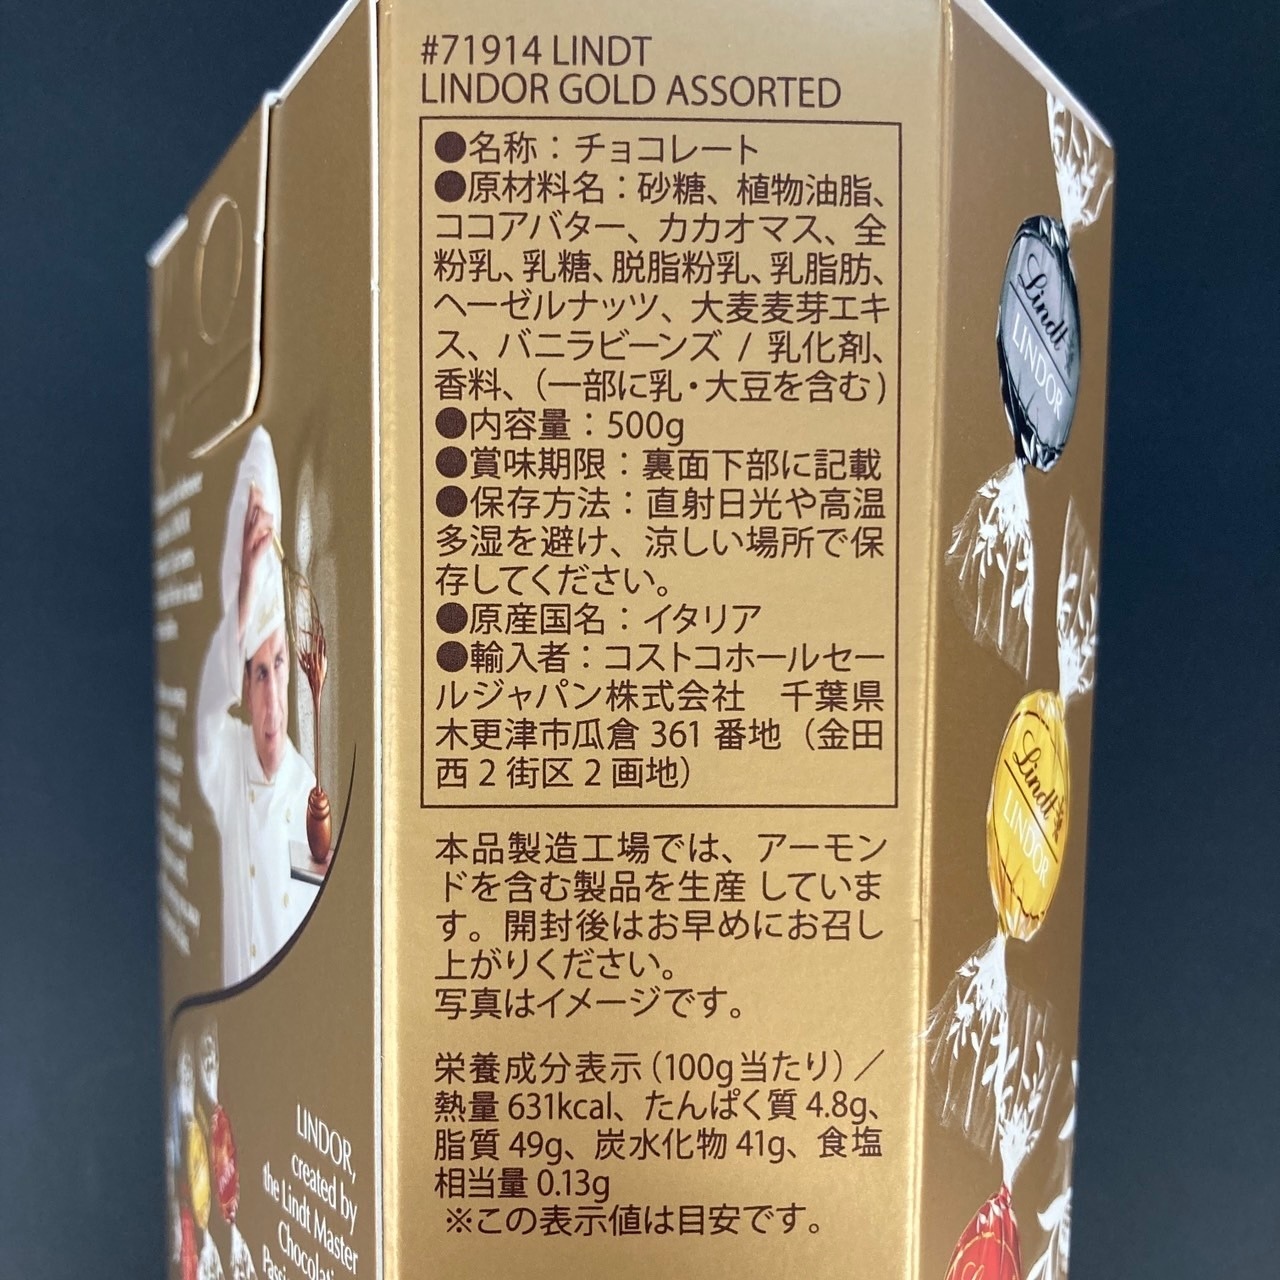 #71914 LINDT
LINDOR GOLD ASSORTED
●名称：チョコレート
●原材料名：砂糖、植物油脂、
ココアバター、カカオマス、全
粉乳、乳糖、脱脂粉乳、乳脂肪、
ヘーゼルナッツ、大麦麦芽エキ
ス、バニラビーンズ / 乳化剤、
香料、（一部に乳・大豆を含む）
●内容量：500g
●賞味期限：裏面下部に記載
●保存方法：直射日光や高温
多湿を避け、涼しい場所で保
存してください。
●原産国名：イタリア
●輸入者：コストコホールセー
ルジャパン株式会社　千葉県
木更津市瓜倉 361 番地（金田
西 2 街区 2 画地）
本品製造工場では、アーモン
ドを含む製品を生産 していま
す。開封後はお早めにお召し
上がりください。
写真はイメージです。
栄養成分表示（100g当たり）／
熱量 631kcal、たんぱく質 4.8g、
脂質 49g、炭水化物 41g、食塩
相当量 0.13g
※この表示値は目安です。
LINDOR,
created by
the Lindt Master
Lindt
LINDOR
Lindt
LINDOR